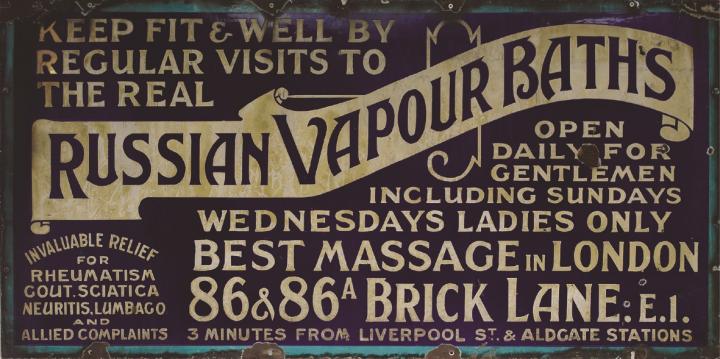 KEEP FIT & WELL BY
REGULAR VISITS TO
THE REAL
RUSSIAN VAPOUR BATH'S
OPEN
DAILY FOR
GENTLEMEN
INCLUDING SUNDAYS
WEDNESDAYS LADIES ONLY
BEST MASSAGE IN LONDON
86 & 86A BRICK LANE. E.1.
3 MINUTES FROM LIVERPOOL ST. & ALDGATE STATIONS
INVALUABLE RELIEF
FOR
RHEUMATISM
GOUT. SCIATICA
NEURITIS. LUMBAGO
AND
ALLIED COMPLAINTS